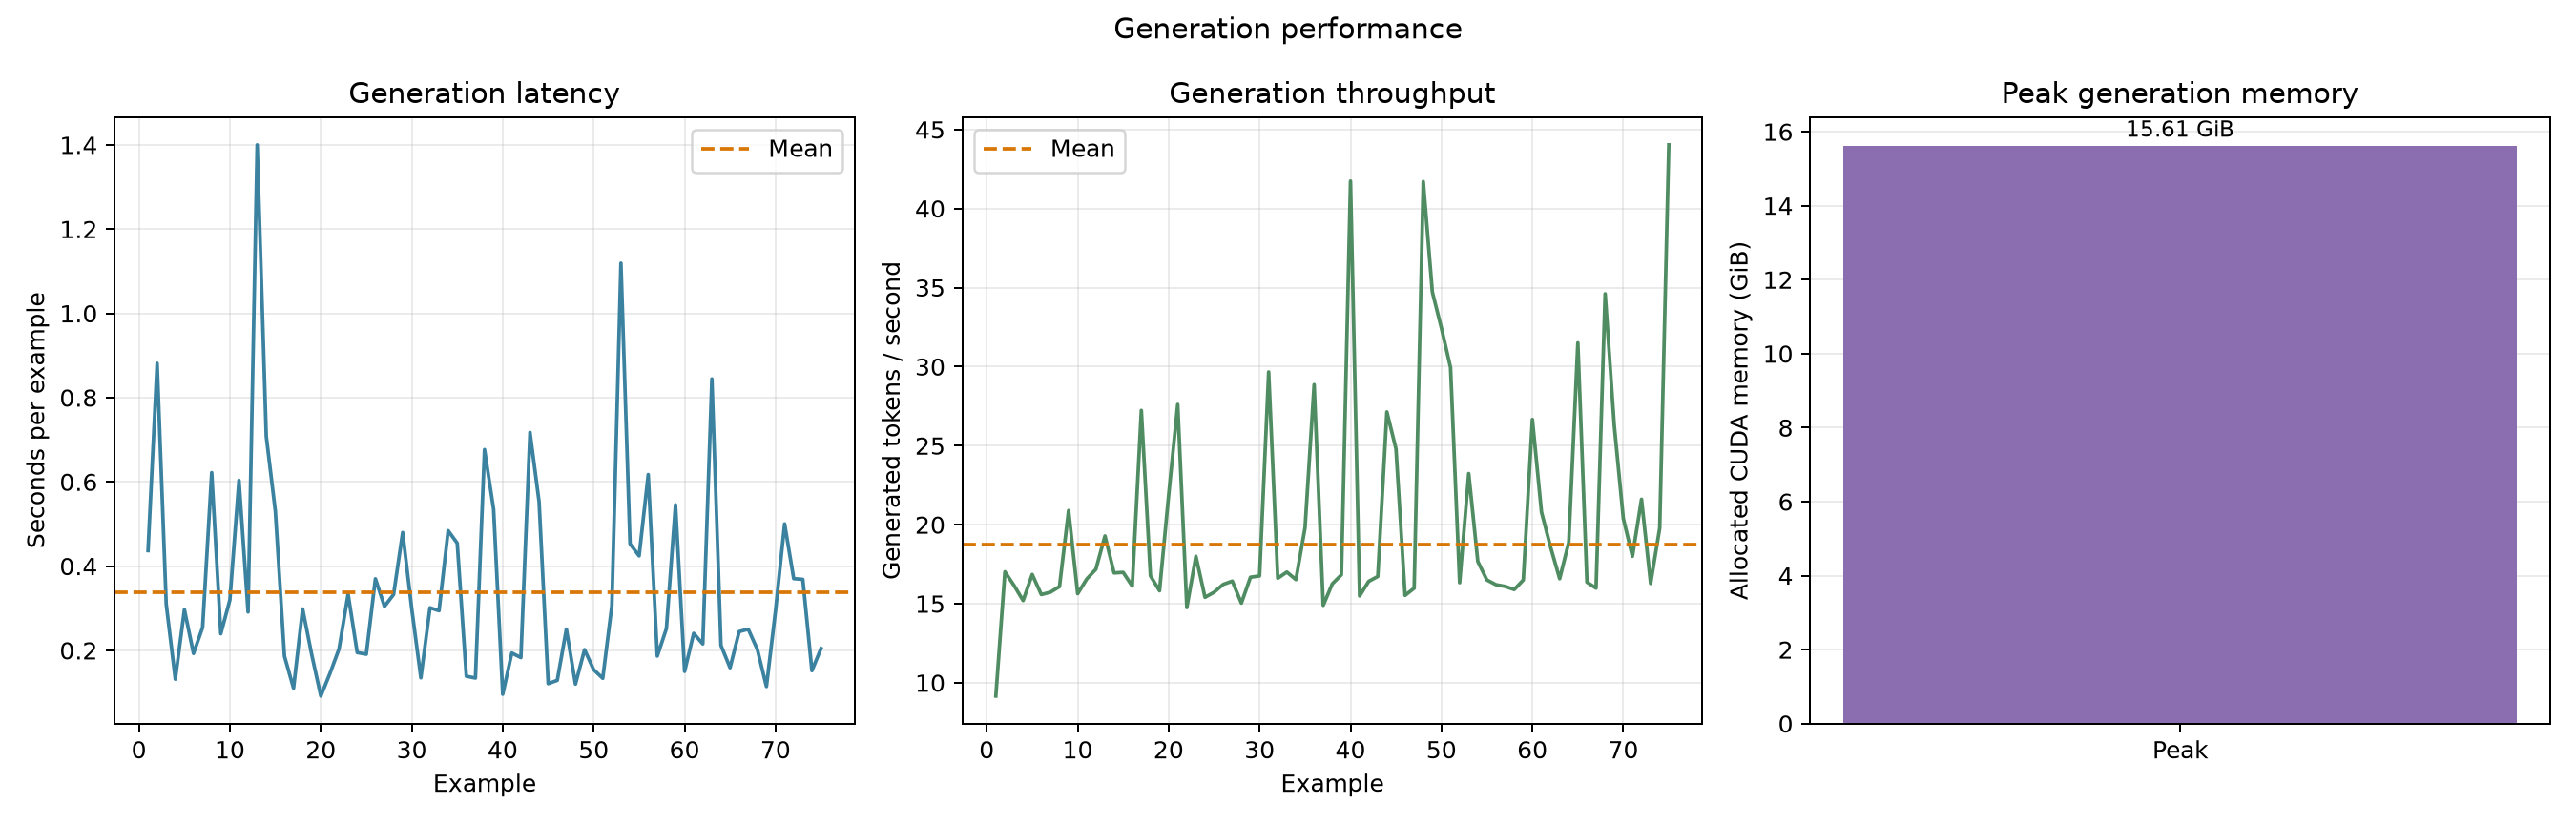 Generation performance
Generation latency
Seconds per example
1.4
1.2
1.0
0.8
0.6
0.4
0.2
Mean
0 10 20 30 40 50 60 70
Example
Generation throughput
Generated tokens / second
45
40
35
30
25
20
15
10
Mean
0 10 20 30 40 50 60 70
Example
Peak generation memory
Allocated CUDA memory (GiB)
16
14
12
10
8
6
4
2
0
15.61 GiB
Peak